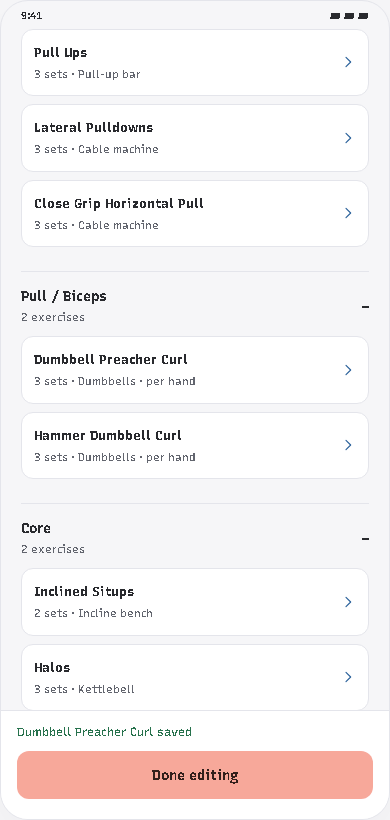 9:41
Pull Ups
3 sets • Pull-up bar
Lateral Pulldowns
3 sets • Cable machine
Close Grip Horizontal Pull
3 sets • Cable machine
Pull / Biceps
2 exercises
Dumbbell Preacher Curl
3 sets • Dumbbells • per hand
Hammer Dumbbell Curl
3 sets • Dumbbells • per hand
Core
2 exercises
Inclined Situps
2 sets • Incline bench
Halos
3 sets • Kettlebell
Dumbbell Preacher Curl saved
Done editing